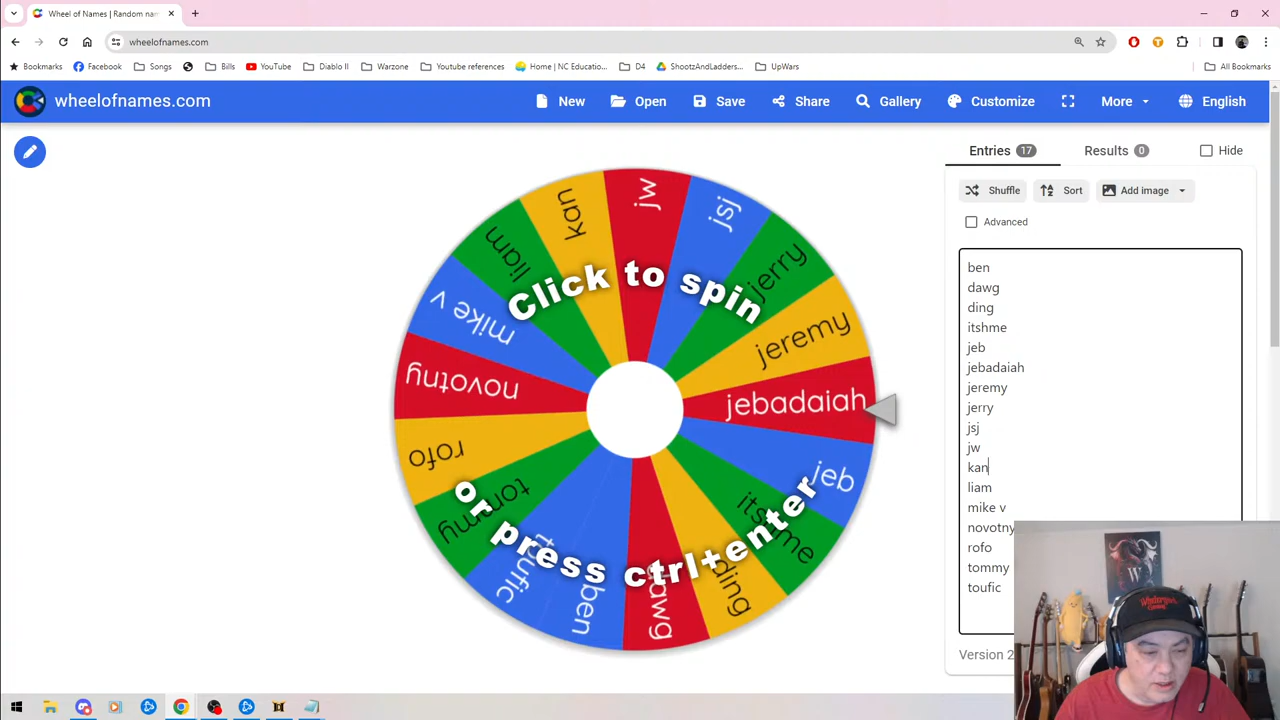 Wheel of Names | Random nam
wheelofnames.com
Bookmarks Facebook Songs Bills YouTube Diablo II Warzone Youtube references Home | NC Educatio... D4 ShootzAndLadders... UpWars All Bookmarks
wheelofnames.com New Open Save Share Gallery Customize More English
Entries 17 Results 0 Hide
Shuffle Sort Add image
Advanced
ben
dawg
ding
itshme
jeb
jebadaiah
jeremy
jerry
jsj
jw
kan
liam
mike v
novotny
rofo
tommy
toufic
Version 2
Click to spin
or press ctrl+enter
jw
jsj
jerry
jeremy
jebadaiah
jeb
itshme
ding
dawg
ben
toufic
tommy
rofo
novotny
mike v
liam
kan
W